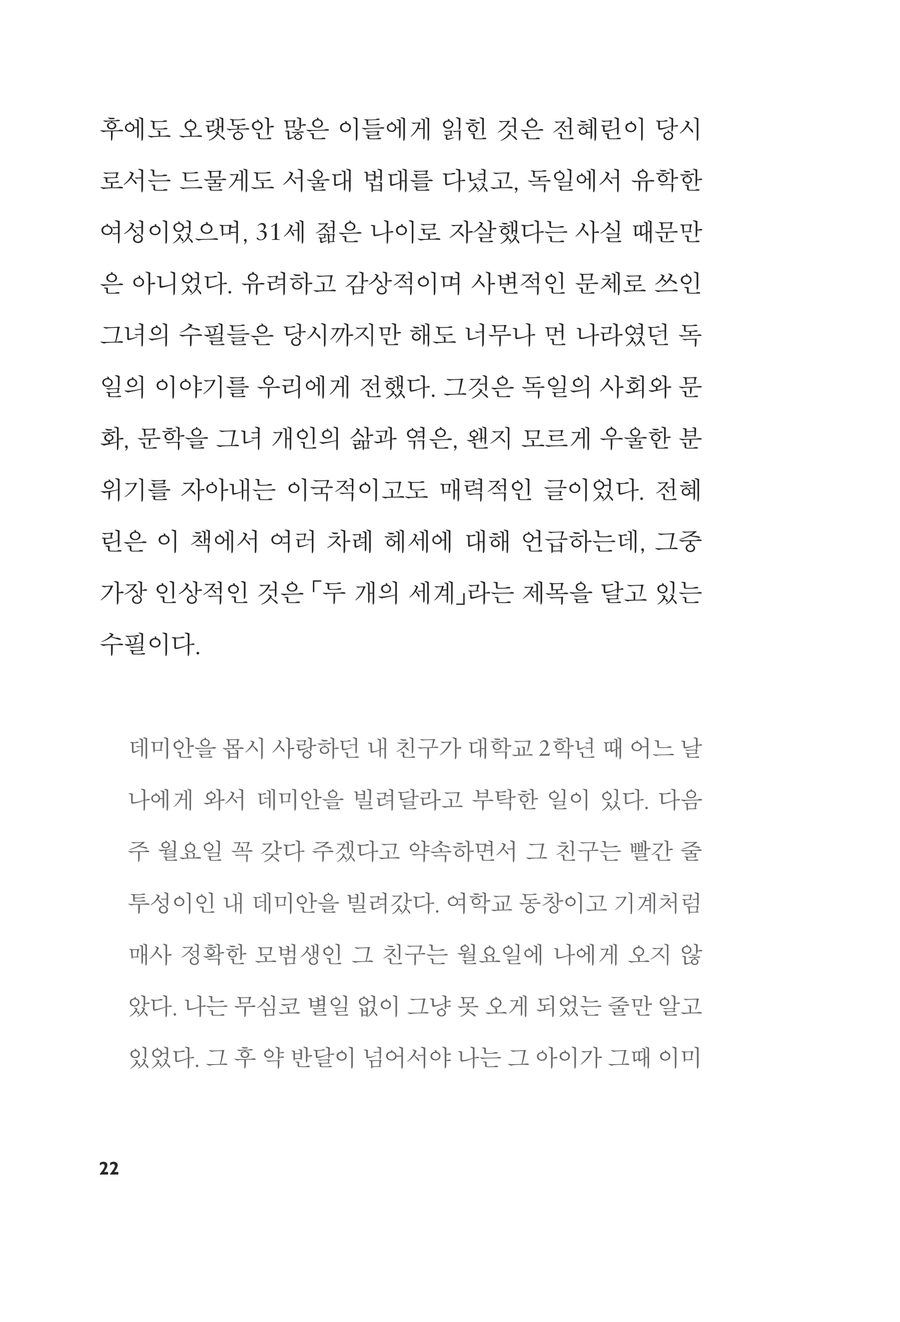 후에도 오랫동안 많은 이들에게 읽힌 것은 전혜린이 당시
로서는 드물게도 서울대 법대를 다녔고, 독일에서 유학한
여성이었으며, 31세 젊은 나이로 자살했다는 사실 때문만
은 아니었다. 유려하고 감상적이며 사변적인 문체로 쓰인
그녀의 수필들은 당시까지만 해도 너무나 먼 나라였던 독
일의 이야기를 우리에게 전했다. 그것은 독일의 사회와 문
화, 문학을 그녀 개인의 삶과 엮은, 왠지 모르게 우울한 분
위기를 자아내는 이국적이고도 매력적인 글이었다. 전혜
린은 이 책에서 여러 차례 헤세에 대해 언급하는데, 그중
가장 인상적인 것은 「두 개의 세계」라는 제목을 달고 있는
수필이다.
데미안을 몹시 사랑하던 내 친구가 대학교 2학년 때 어느 날
나에게 와서 데미안을 빌려달라고 부탁한 일이 있다. 다음
주 월요일 꼭 갖다 주겠다고 약속하면서 그 친구는 빨간 줄
투성이인 내 데미안을 빌려갔다. 여학교 동창이고 기계처럼
매사 정확한 모범생인 그 친구는 월요일에 나에게 오지 않
았다. 나는 무심코 별일 없이 그냥 못 오게 되었는 줄만 알고
있었다. 그 후 약 반달이 넘어서야 나는 그 아이가 그때 이미
22